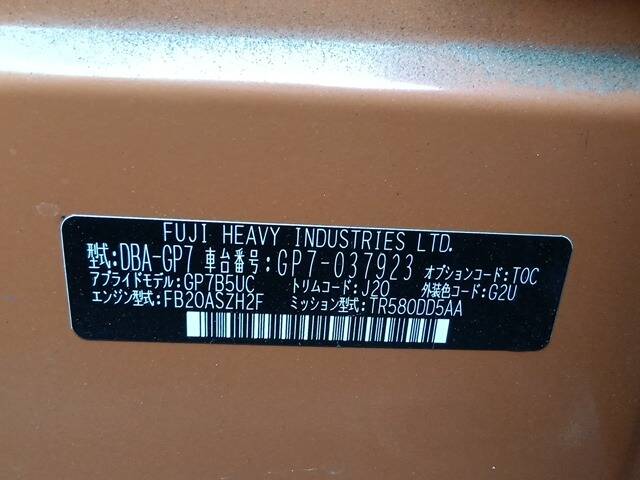 FUJI HEAVY INDUSTRIES LTD.
型式:DBA-GP7 車台番号:GP7-037923 オプションコード:TOC
アプライドモデル:GP7B5UC トリムコード:J20 外装色コード:G2U
エンジン型式:FB20ASZH2F ミッション型式:TR580DD5AA